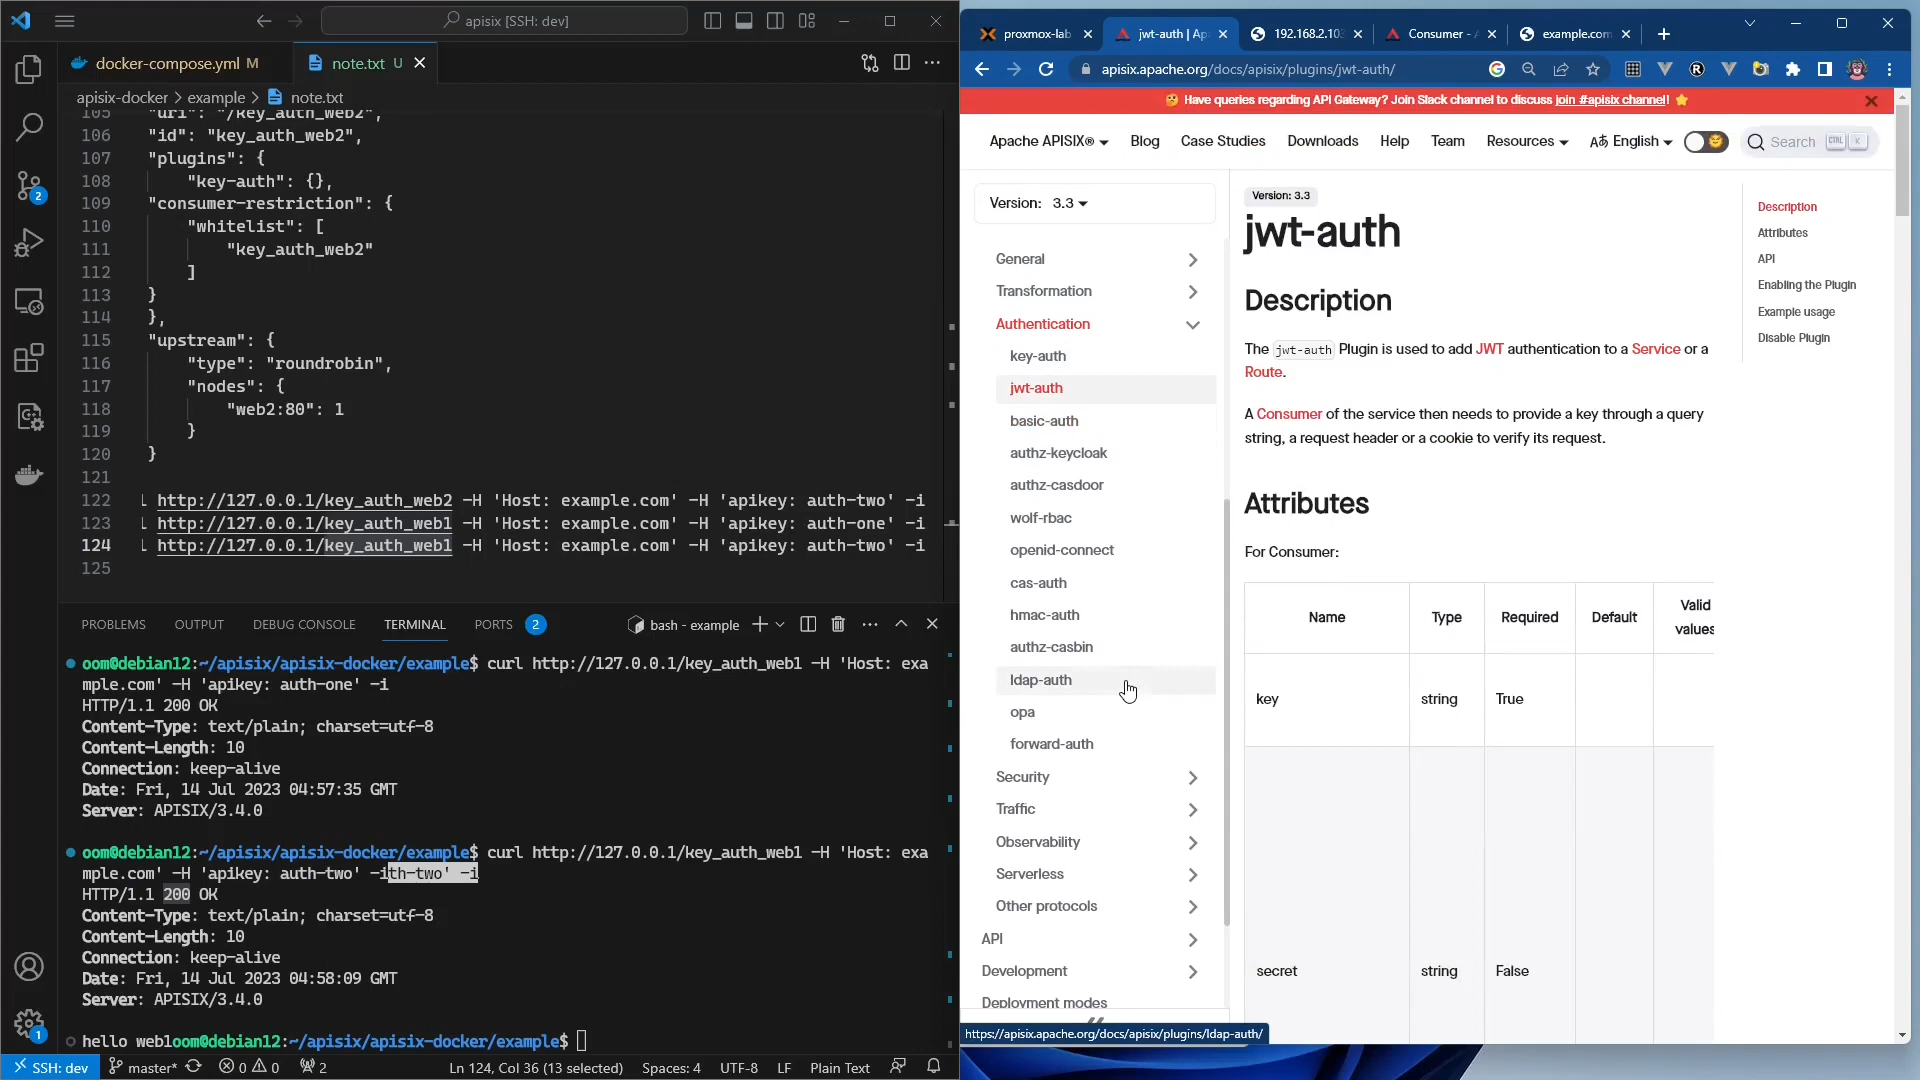 apisix [SSH: dev]
docker-compose.yml M
note.txt U
apisix-docker > example > note.txt
105 "uri": "/key_auth_web2",
106 "id": "key_auth_web2",
107 "plugins": {
108 "key-auth": {},
109 "consumer-restriction": {
110 "whitelist": [
111 "key_auth_web2"
112 ]
113 }
114 },
115 "upstream": {
116 "type": "roundrobin",
117 "nodes": {
118 "web2:80": 1
119 }
120 }
121
122 l http://127.0.0.1/key_auth_web2 -H 'Host: example.com' -H 'apikey: auth-two' -i
123 l http://127.0.0.1/key_auth_web1 -H 'Host: example.com' -H 'apikey: auth-one' -i
124 l http://127.0.0.1/key_auth_web1 -H 'Host: example.com' -H 'apikey: auth-two' -i
125
PROBLEMS OUTPUT DEBUG CONSOLE TERMINAL PORTS 2 bash - example
oom@debian12:~/apisix/apisix-docker/example$ curl http://127.0.0.1/key_auth_web1 -H 'Host: exa
mple.com' -H 'apikey: auth-one' -i
HTTP/1.1 200 OK
Content-Type: text/plain; charset=utf-8
Content-Length: 10
Connection: keep-alive
Date: Fri, 14 Jul 2023 04:57:35 GMT
Server: APISIX/3.4.0
oom@debian12:~/apisix/apisix-docker/example$ curl http://127.0.0.1/key_auth_web1 -H 'Host: exa
mple.com' -H 'apikey: auth-two' -ith-two' -i
HTTP/1.1 200 OK
Content-Type: text/plain; charset=utf-8
Content-Length: 10
Connection: keep-alive
Date: Fri, 14 Jul 2023 04:58:09 GMT
Server: APISIX/3.4.0
hello web1oom@debian12:~/apisix/apisix-docker/example$
2
1
SSH: dev master* 0 0 2 Ln 124, Col 36 (13 selected) Spaces: 4 UTF-8 LF Plain Text
proxmox-lab
jwt-auth | Ap
192.168.2.103
Consumer - A
example.com
apisix.apache.org/docs/apisix/plugins/jwt-auth/
Have queries regarding API Gateway? Join Slack channel to discuss join #apisix channel!
Apache APISIX® Blog Case Studies Downloads Help Team Resources English Search CTRL K
Version: 3.3
General
Transformation
Authentication
key-auth
jwt-auth
basic-auth
authz-keycloak
authz-casdoor
wolf-rbac
openid-connect
cas-auth
hmac-auth
authz-casbin
ldap-auth
opa
forward-auth
Security
Traffic
Observability
Serverless
Other protocols
API
Development
Deployment modes
https://apisix.apache.org/docs/apisix/plugins/ldap-auth/
Version: 3.3
jwt-auth
Description
The jwt-auth Plugin is used to add JWT authentication to a Service or a
Route.
A Consumer of the service then needs to provide a key through a query
string, a request header or a cookie to verify its request.
Attributes
For Consumer:
Name Type Required Default Valid
values
key string True
secret string False
Description
Attributes
API
Enabling the Plugin
Example usage
Disable Plugin